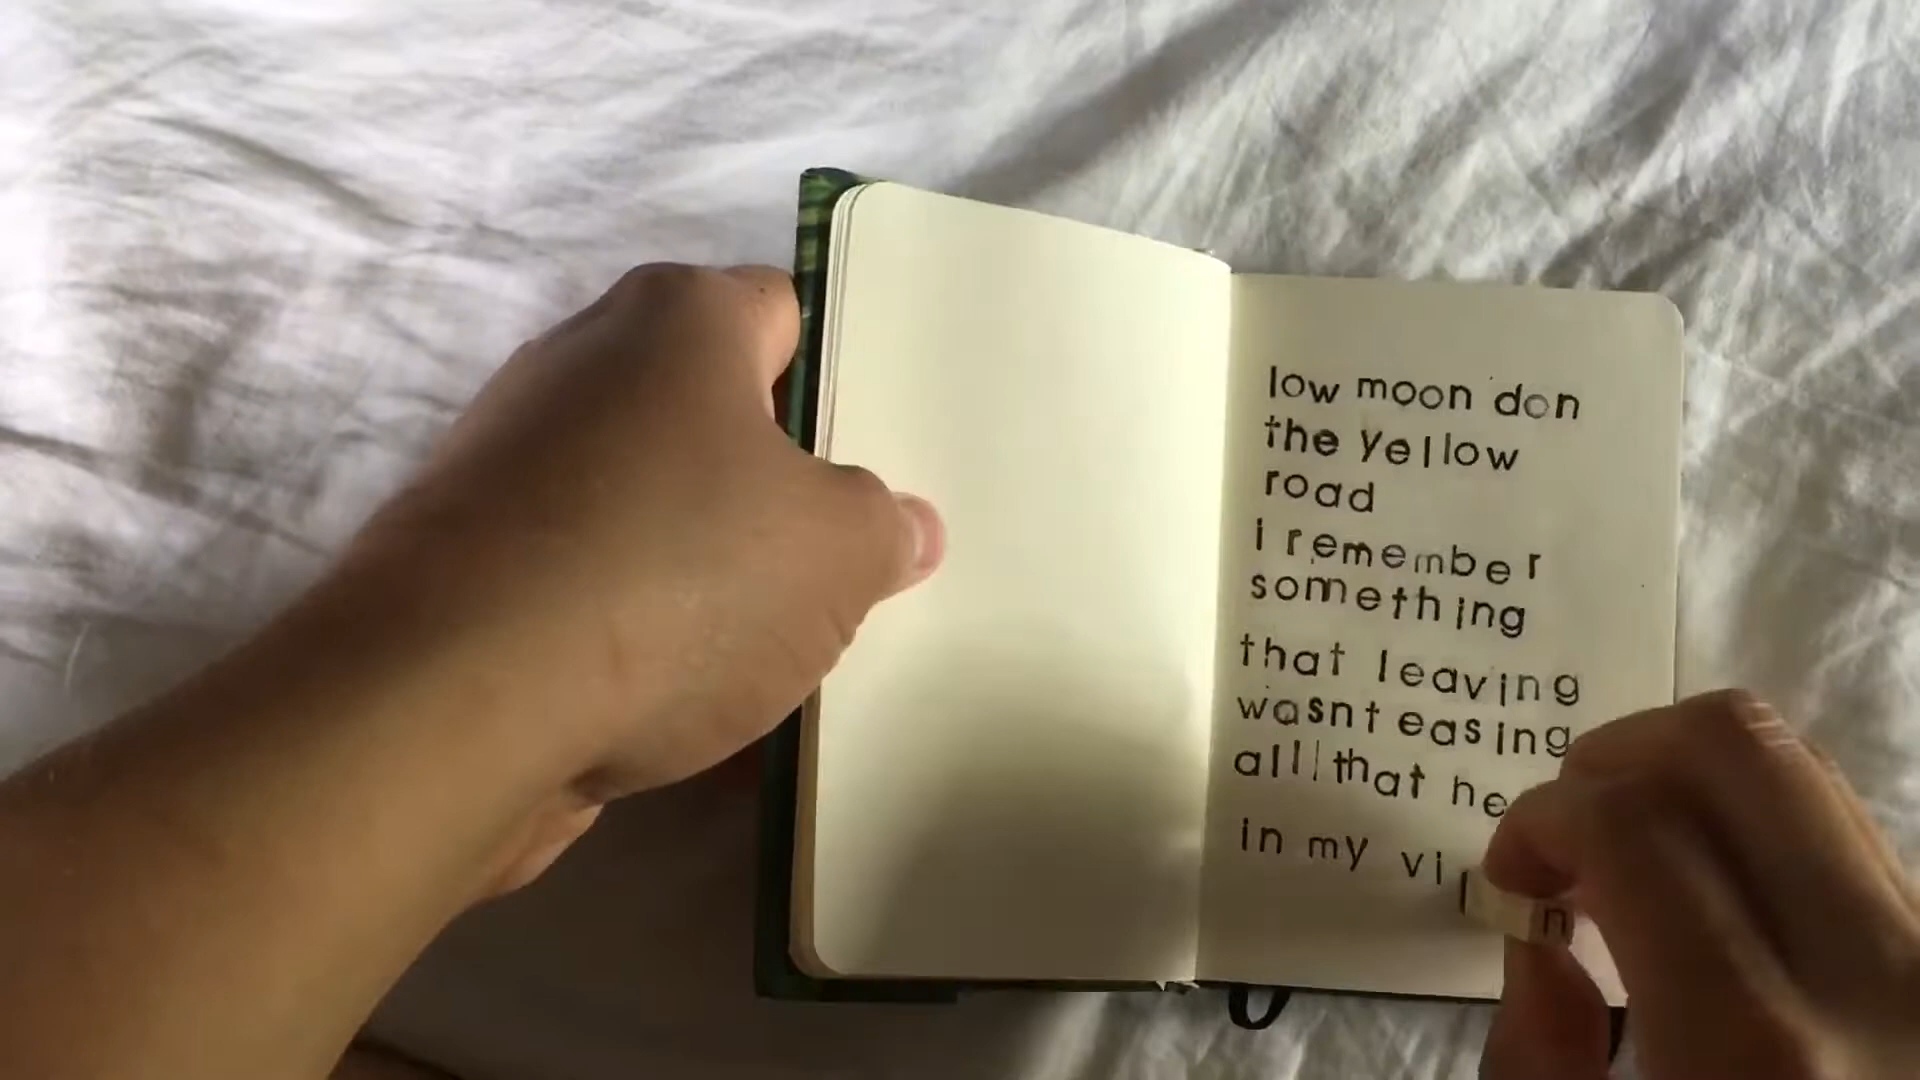 low moon don
the yellow
road
i remember
something
that leaving
wasnt easing
all that he
in my vi
n